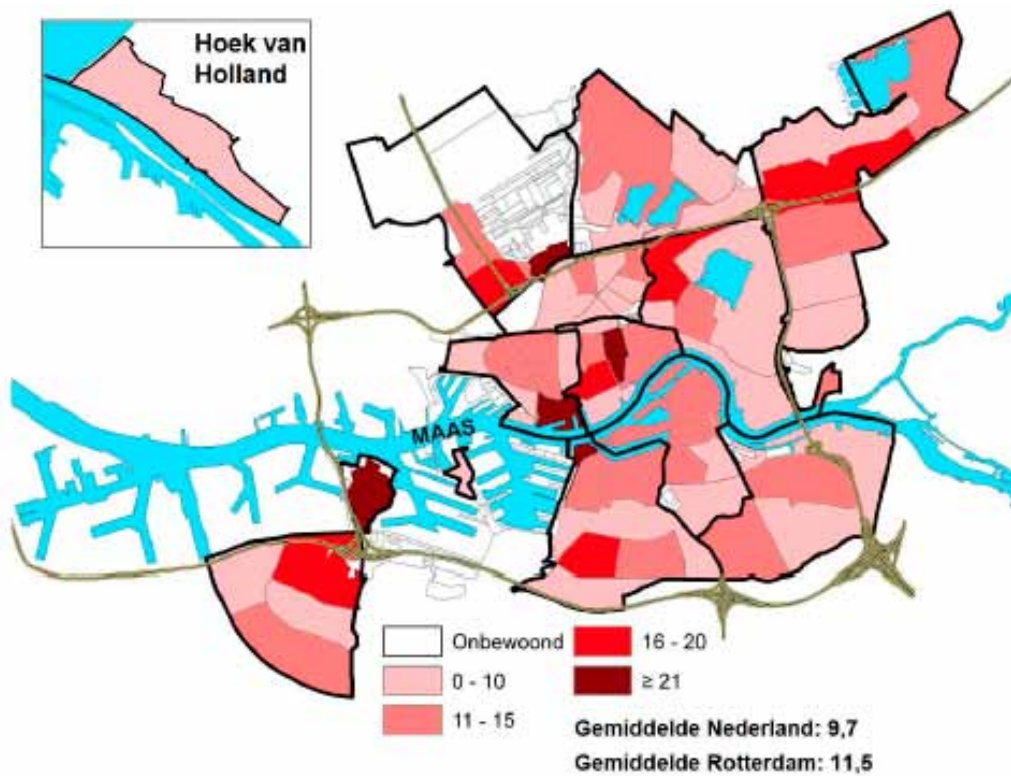 Hoek van
Holland
MAAS
Onbewoond
0 - 10
11 - 15
16 - 20
≥ 21
Gemiddelde Nederland: 9,7
Gemiddelde Rotterdam: 11,5